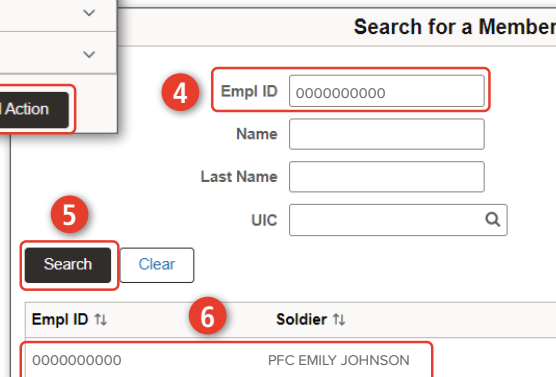 Search for a Member
Action
4
Empl ID 0000000000
Name
Last Name
5
UIC
Search Clear
6
Empl ID Soldier
0000000000 PFC EMILY JOHNSON